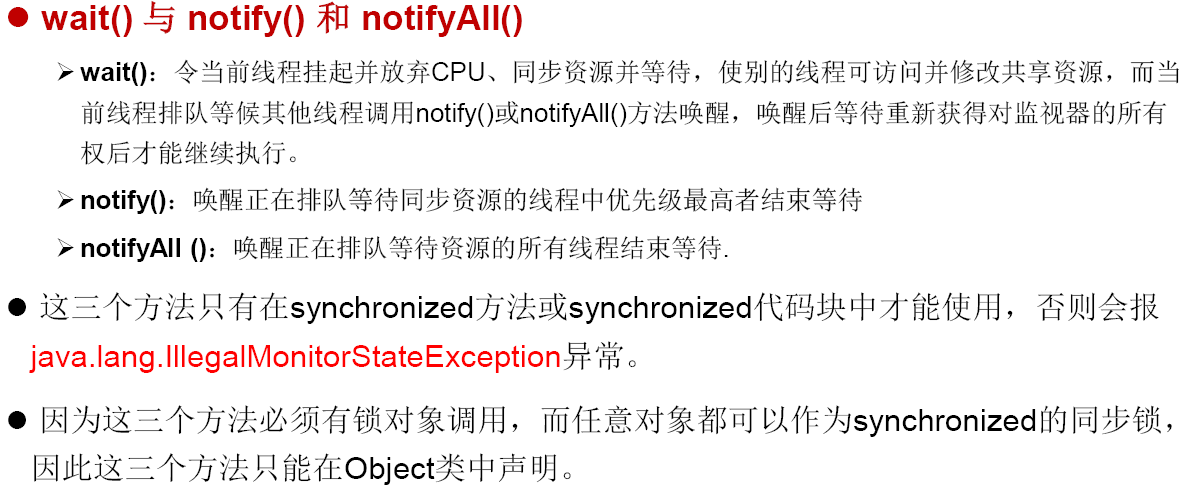 ● wait() 与 notify() 和 notifyAll()
➢ wait()：令当前线程挂起并放弃CPU、同步资源并等待，使别的线程可访问并修改共享资源，而当
前线程排队等候其他线程调用notify()或notifyAll()方法唤醒，唤醒后等待重新获得对监视器的所有
权后才能继续执行。
➢ notify()：唤醒正在排队等待同步资源的线程中优先级最高者结束等待
➢ notifyAll ()：唤醒正在排队等待资源的所有线程结束等待.
● 这三个方法只有在synchronized方法或synchronized代码块中才能使用，否则会报
java.lang.IllegalMonitorStateException异常。
● 因为这三个方法必须有锁对象调用，而任意对象都可以作为synchronized的同步锁，
因此这三个方法只能在Object类中声明。